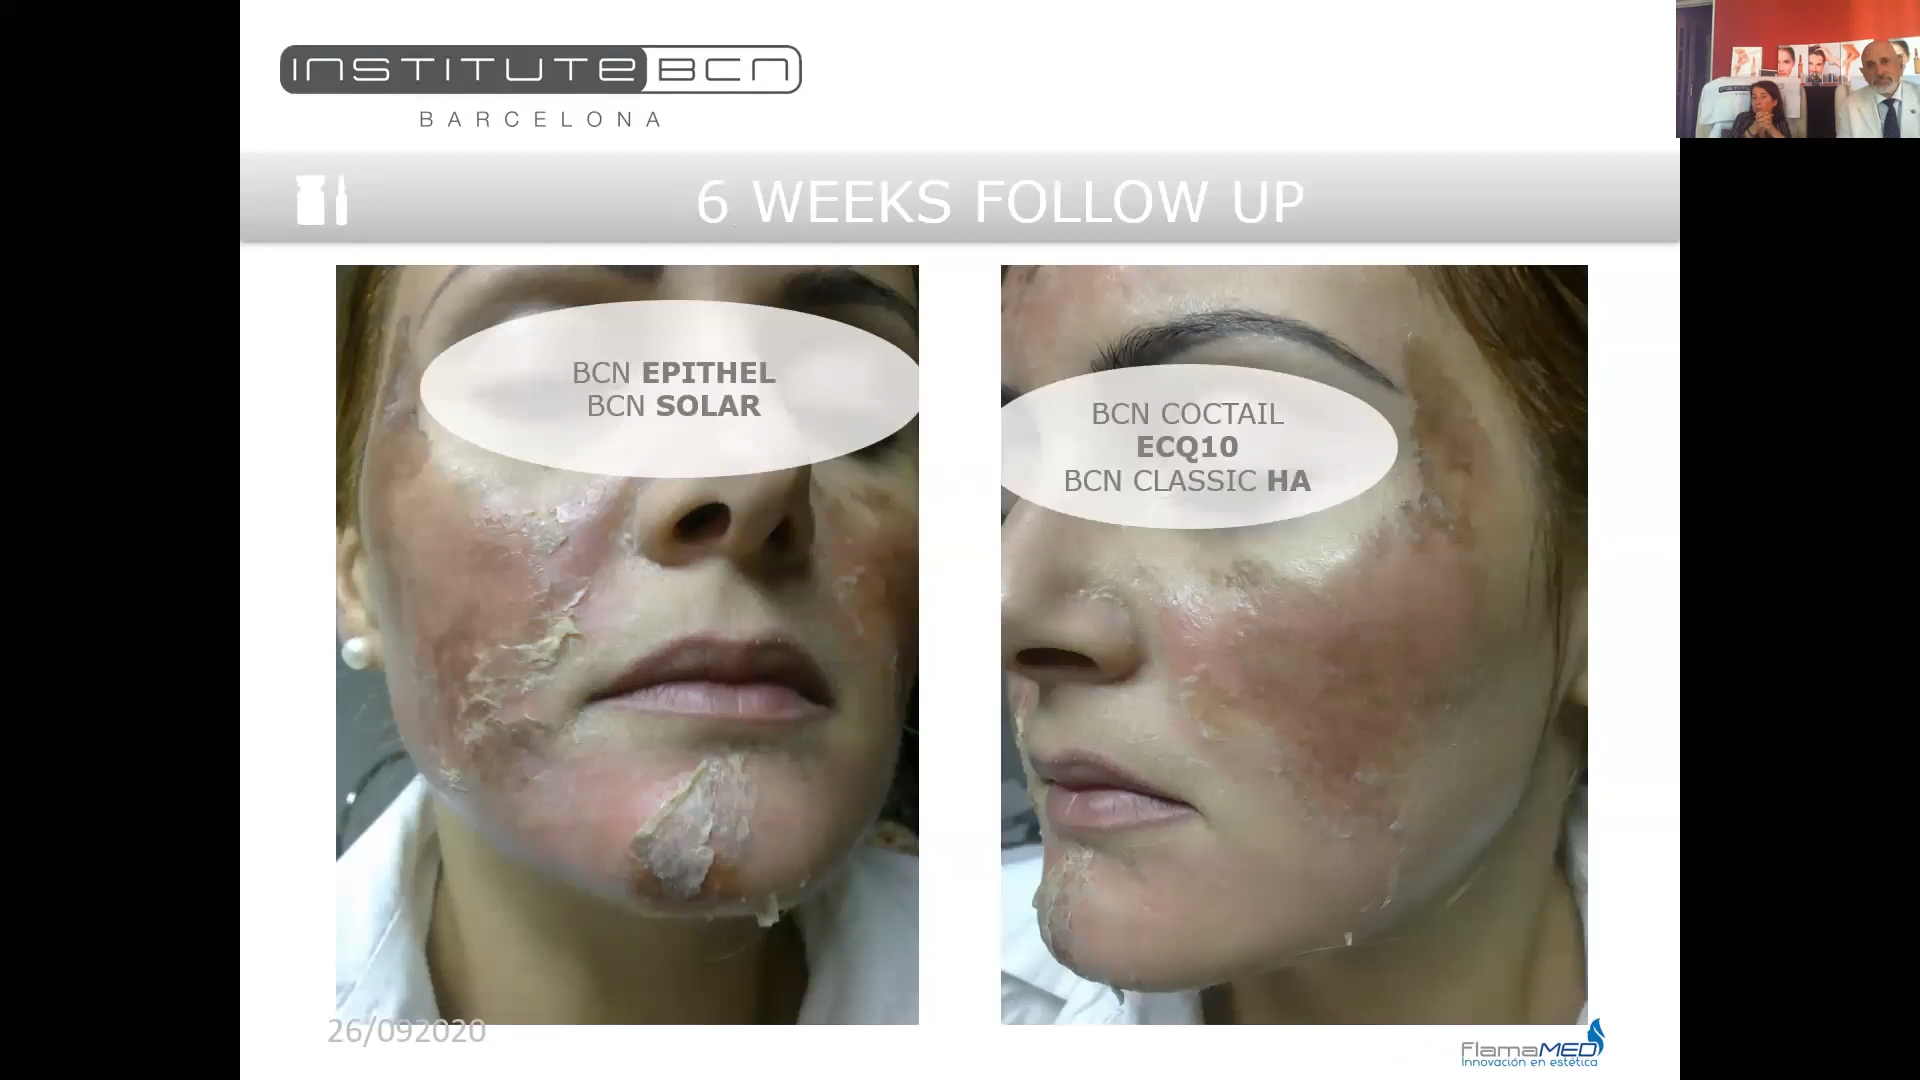 INSTITUTE BCN
BARCELONA
6 WEEKS FOLLOW UP
BCN EPITHEL
BCN SOLAR
BCN COCTAIL
ECQ10
BCN CLASSIC HA
26/092020
FlamaMED
Innovación en estética